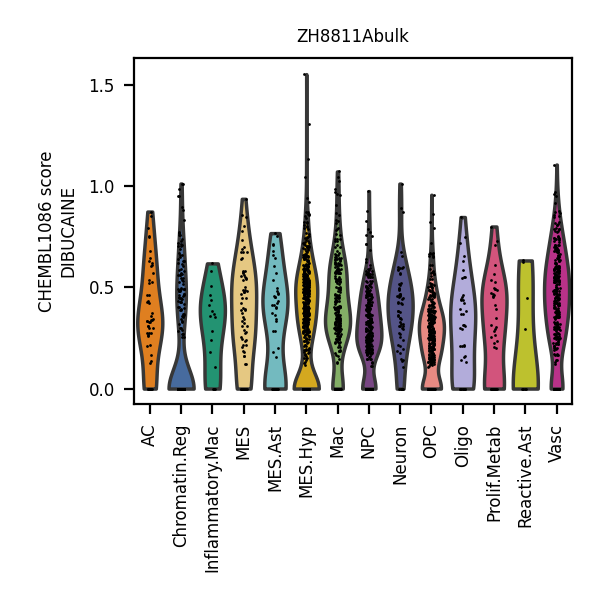 ZH8811Abulk
CHEMBL1086 score
DIBUCAINE
1.5
1.0
0.5
0.0
AC
Chromatin.Reg
Inflammatory.Mac
MES
MES.Ast
MES.Hyp
Mac
NPC
Neuron
OPC
Oligo
Prolif.Metab
Reactive.Ast
Vasc